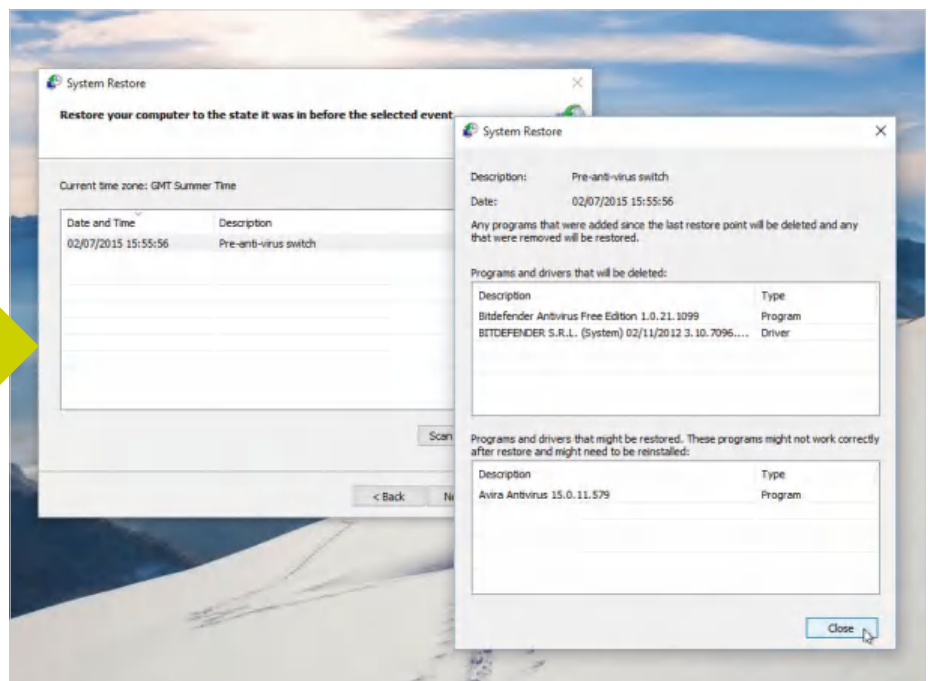 System Restore
Restore your computer to the state it was in before the selected event
Current time zone: GMT Summer Time
Date and Time Description
02/07/2015 15:55:56 Pre-anti-virus switch
Scan
< Back
System Restore
Description: Pre-anti-virus switch
Date: 02/07/2015 15:55:56
Any programs that were added since the last restore point will be deleted and any
that were removed will be restored.
Programs and drivers that will be deleted:
Description Type
Bitdefender Antivirus Free Edition 1.0.21.1099 Program
BITDEFENDER S.R.L. (System) 02/11/2012 3.10.7096.... Driver
Programs and drivers that might be restored. These programs might not work correctly
after restore and might need to be reinstalled:
Description Type
Avira Antivirus 15.0.11.579 Program
Close